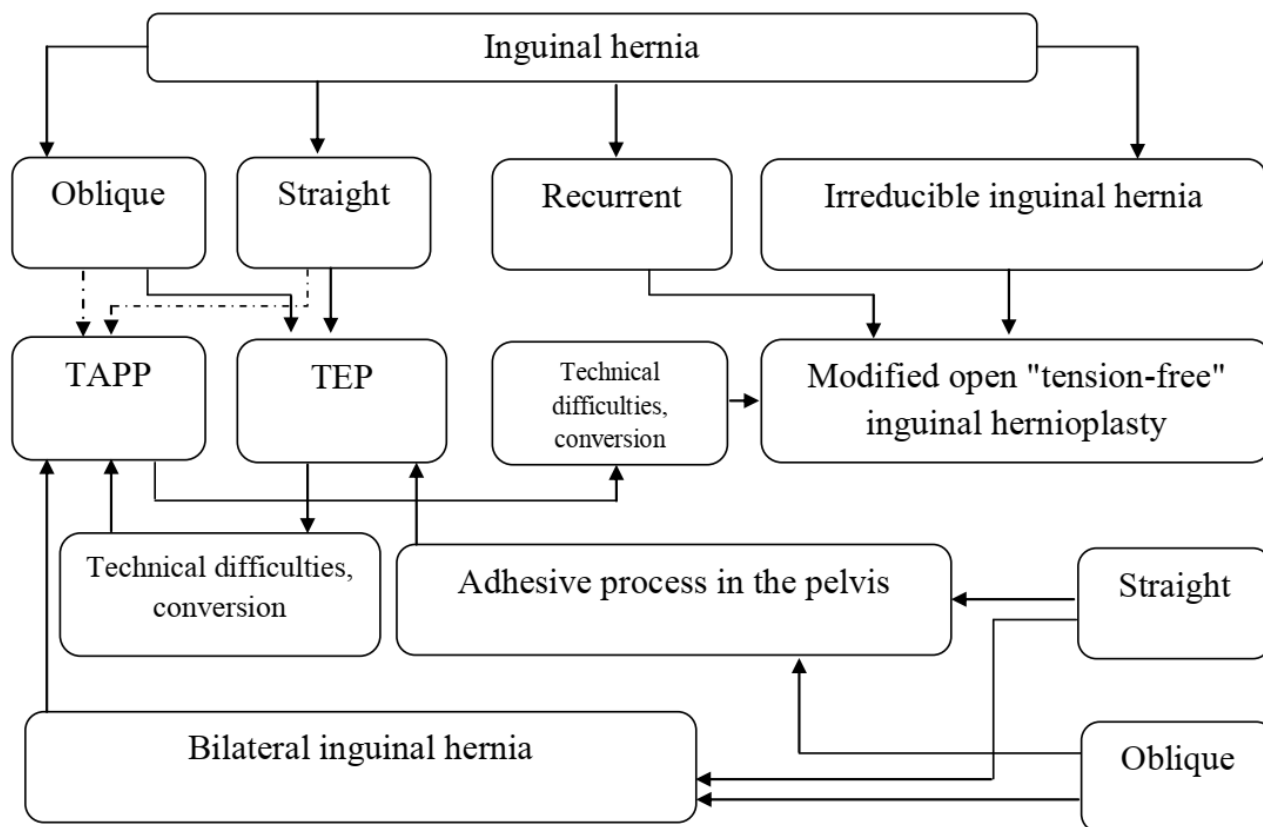 Inguinal hernia
Oblique
Straight
Recurrent
Irreducible inguinal hernia
TAPP
TEP
Technical
difficulties,
conversion
Modified open "tension-free"
inguinal hernioplasty
Technical difficulties,
conversion
Adhesive process in the pelvis
Straight
Bilateral inguinal hernia
Oblique